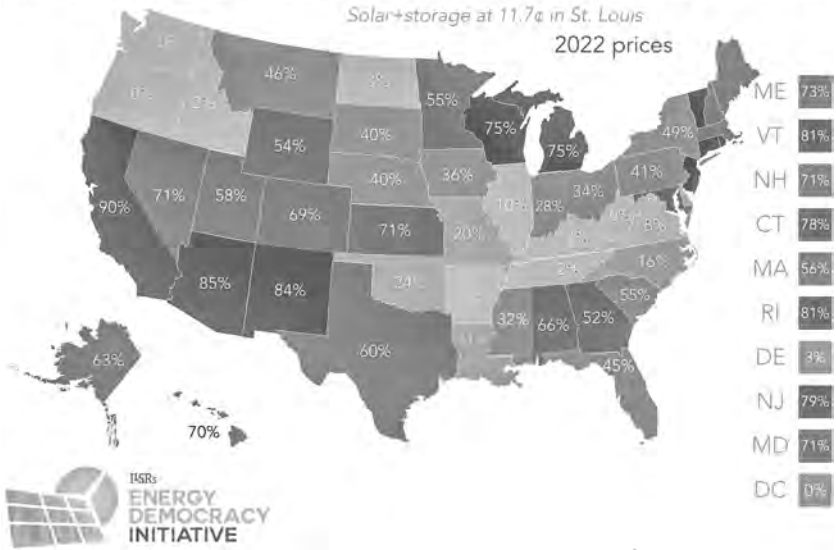 Solar+storage at 11.7¢ in St. Louis
2022 prices
46%
55%
ME 73%
54%
40%
75%
75%
49%
VT 81%
90%
71%
58%
40%
36%
41%
NH 71%
69%
71%
20%
10%
28%
34%
8%
CT 78%
85%
84%
24%
16%
MA 56%
60%
32%
66%
52%
55%
RI 81%
63%
45%
DE 3%
70%
NJ 79%
MD 71%
DC 0%
ILSRs
ENERGY
DEMOCRACY
INITIATIVE